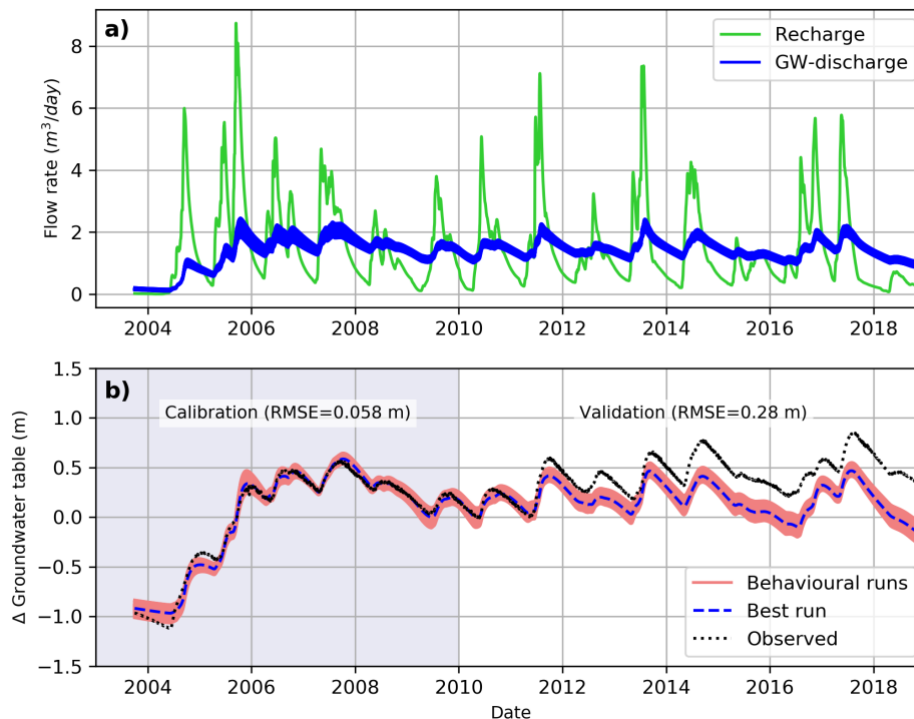 a)
Recharge
GW-discharge
Flow rate (m³/day)
8
6
4
2
0
2004 2006 2008 2010 2012 2014 2016 2018
b)
Calibration (RMSE=0.058 m)
Validation (RMSE=0.28 m)
Δ Groundwater table (m)
1.5
1.0
0.5
0.0
−0.5
−1.0
−1.5
Behavioural runs
Best run
Observed
2004 2006 2008 2010 2012 2014 2016 2018
Date